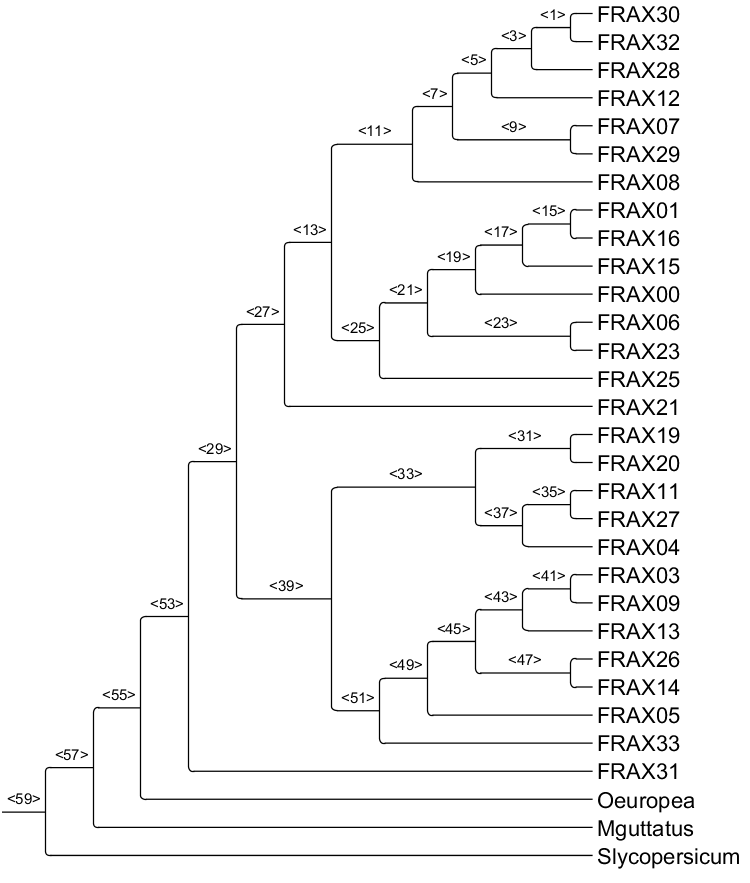 <1>
FRAX30
FRAX32
<3>
FRAX28
<5>
FRAX12
<7>
FRAX07
<9>
FRAX29
<11>
FRAX08
FRAX01
<15>
FRAX16
<13>
<17>
FRAX15
<19>
FRAX00
<21>
FRAX06
<27>
<25>
<23>
FRAX23
FRAX25
FRAX21
FRAX19
<29>
<31>
FRAX20
<33>
FRAX11
<35>
<37>
FRAX27
FRAX04
FRAX03
<41>
<39>
<43>
FRAX09
<53>
<45>
FRAX13
<49>
<47>
FRAX26
FRAX14
<55>
<51>
FRAX05
FRAX33
<57>
FRAX31
<59>
Oeuropea
Mguttatus
Slycopersicum